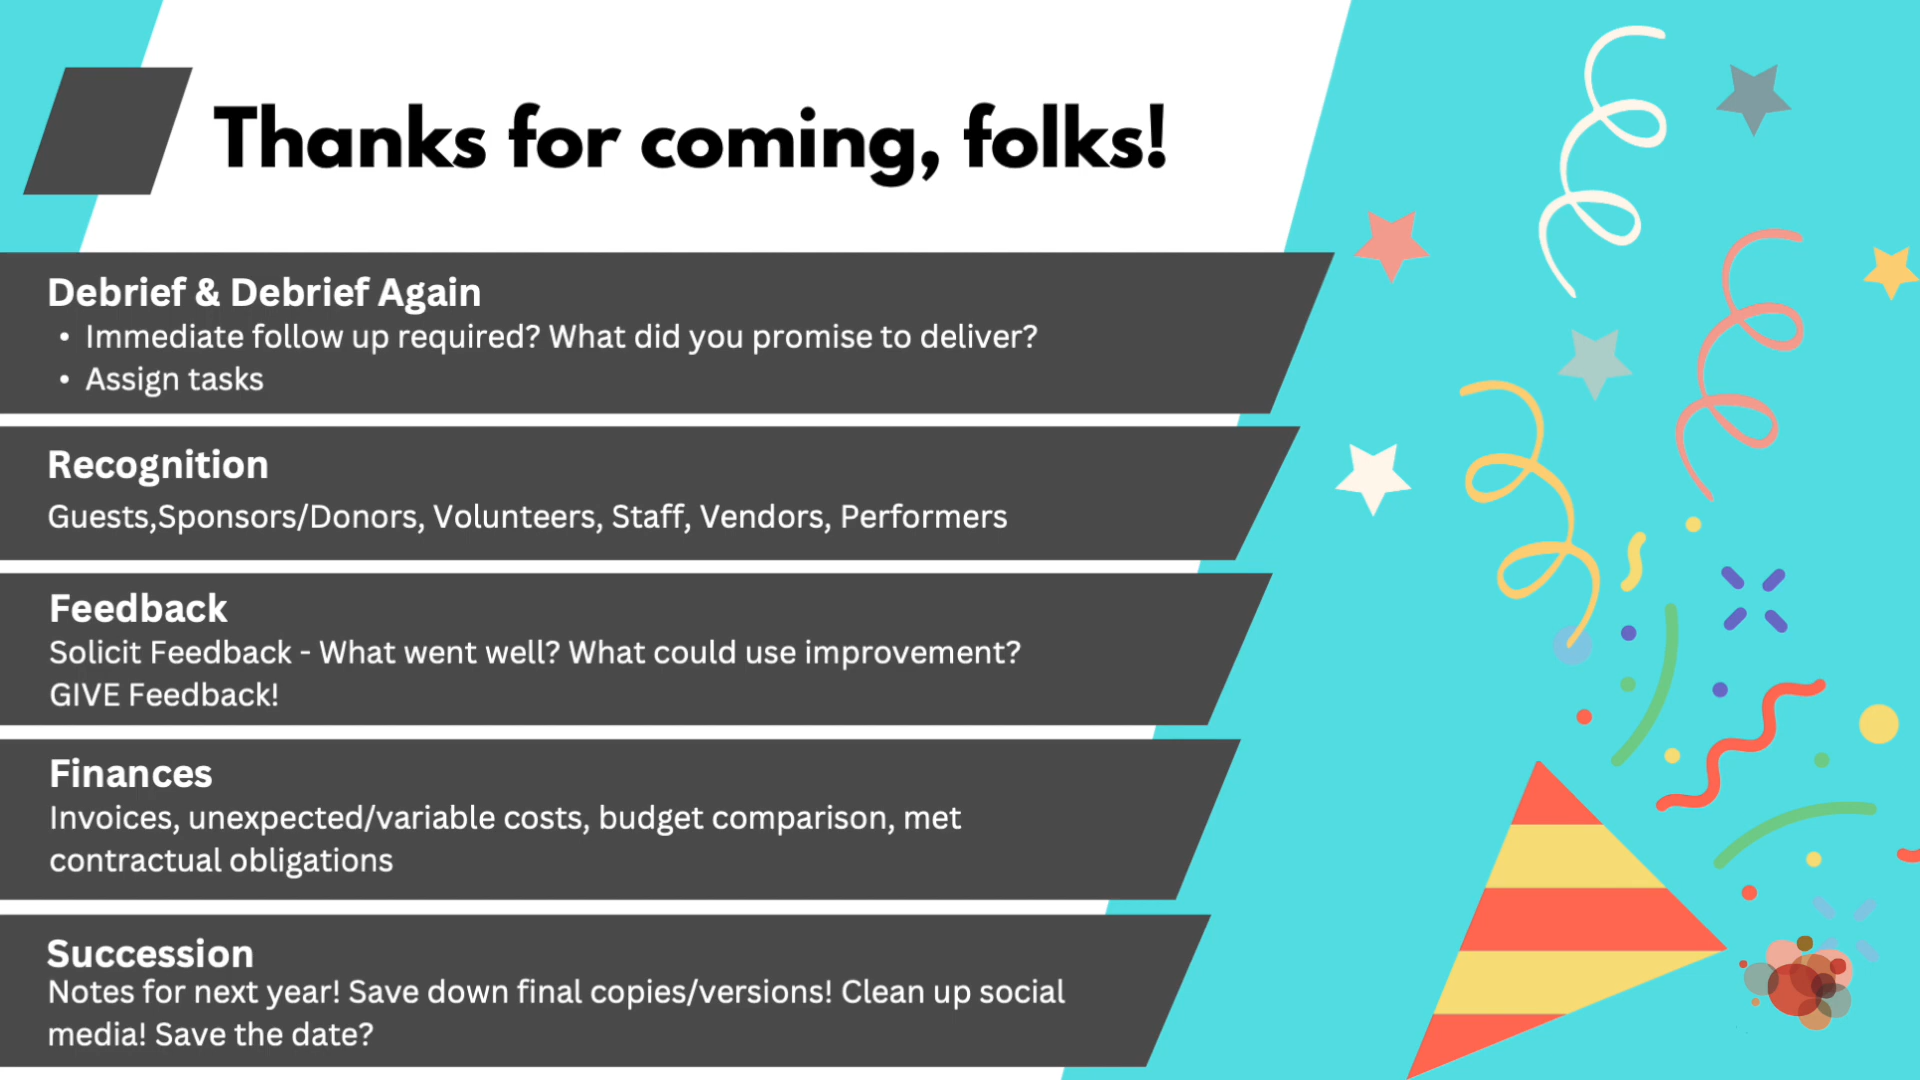 Thanks for coming, folks!
Debrief & Debrief Again
• Immediate follow up required? What did you promise to deliver?
• Assign tasks
Recognition
Guests,Sponsors/Donors, Volunteers, Staff, Vendors, Performers
Feedback
Solicit Feedback - What went well? What could use improvement?
GIVE Feedback!
Finances
Invoices, unexpected/variable costs, budget comparison, met
contractual obligations
Succession
Notes for next year! Save down final copies/versions! Clean up social
media! Save the date?